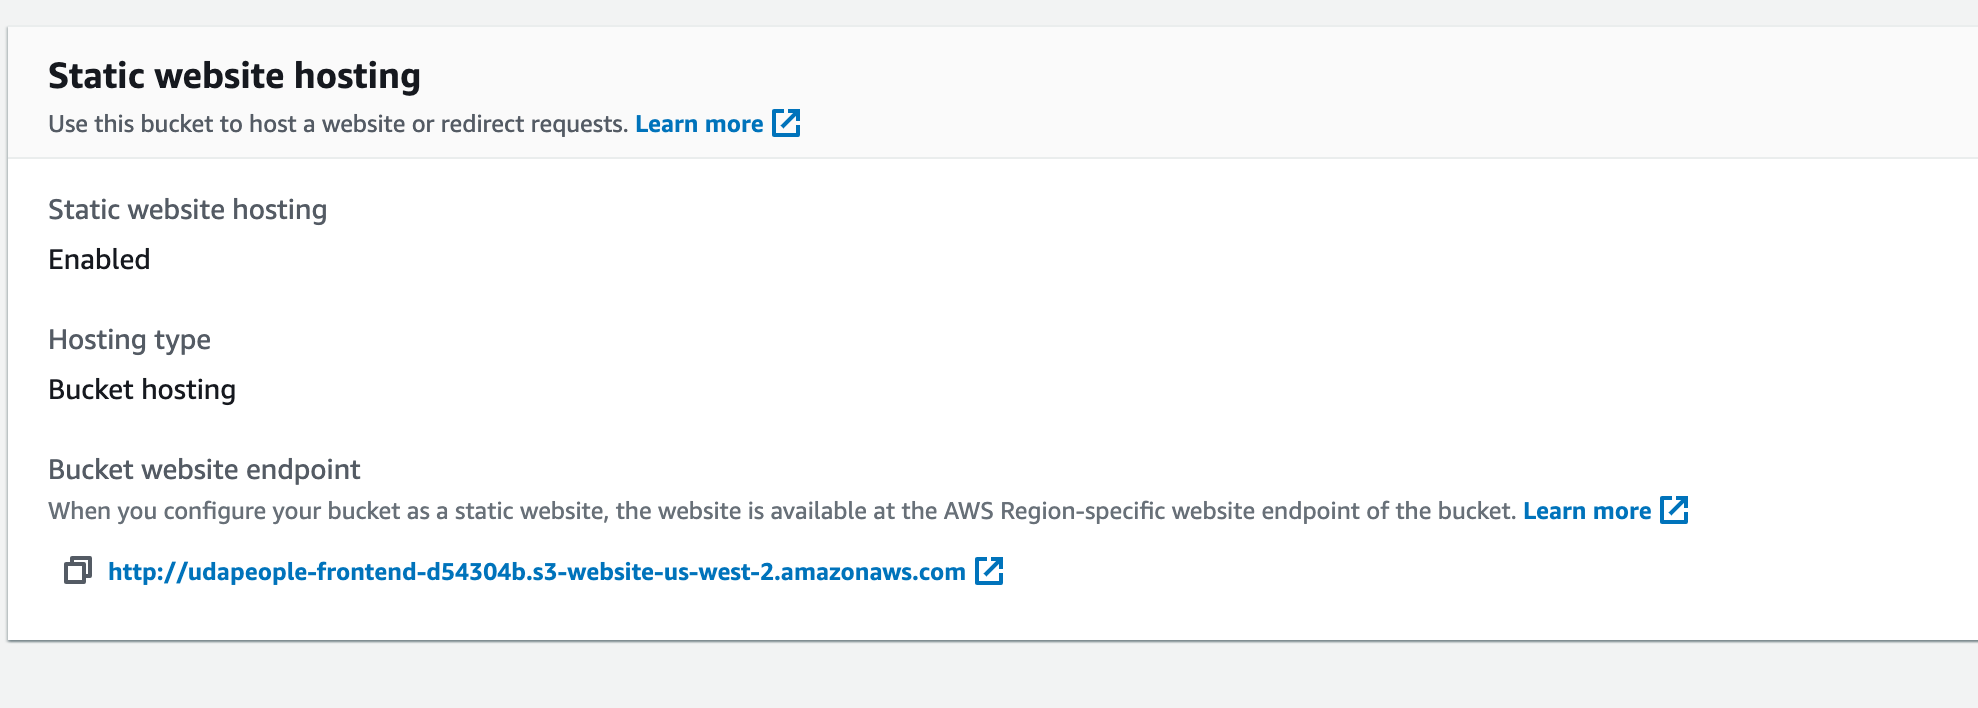 Static website hosting
Use this bucket to host a website or redirect requests. Learn more
Static website hosting
Enabled
Hosting type
Bucket hosting
Bucket website endpoint
When you configure your bucket as a static website, the website is available at the AWS Region-specific website endpoint of the bucket. Learn more
http://udapeople-frontend-d54304b.s3-website-us-west-2.amazonaws.com